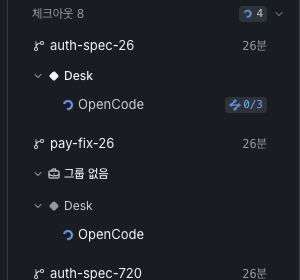 체크아웃 8 4
auth-spec-26 26분
Desk
OpenCode 0/3
pay-fix-26 26분
그룹 없음
Desk
OpenCode
auth-spec-720 26분